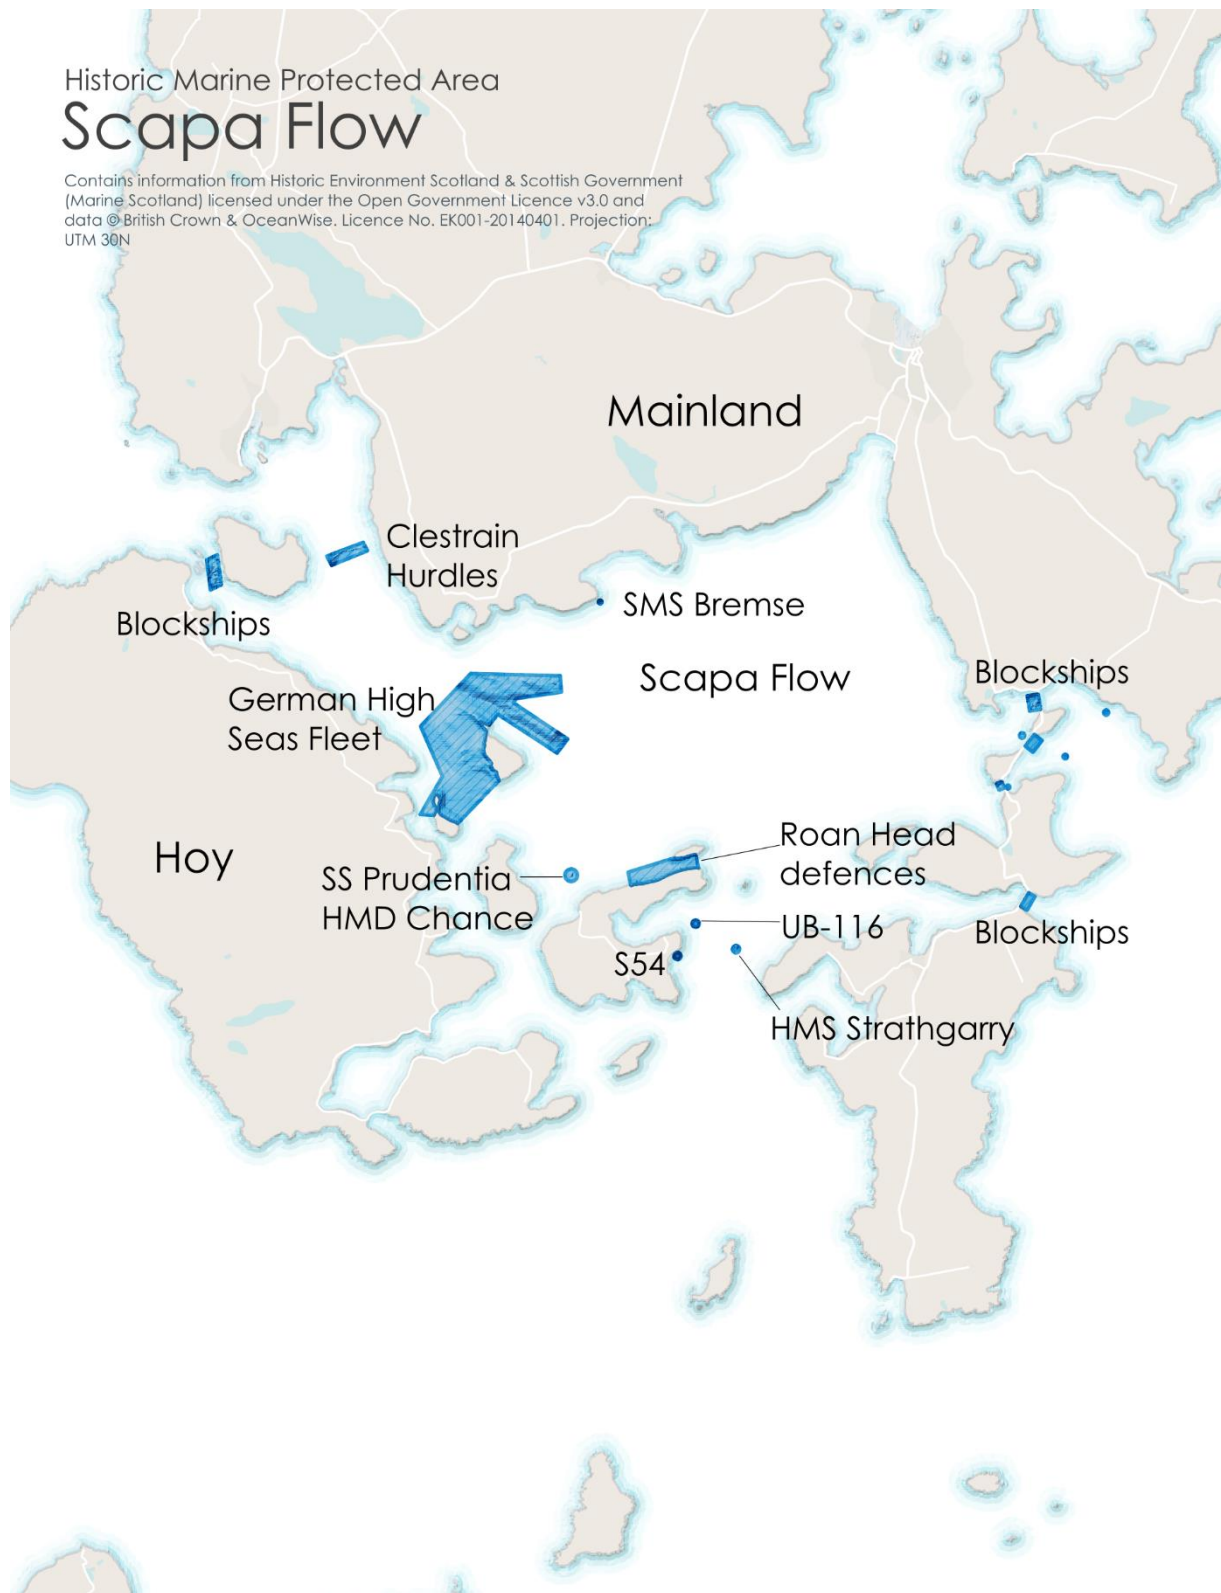 Historic Marine Protected Area
Scapa Flow
Contains information from Historic Environment Scotland & Scottish Government
(Marine Scotland) licensed under the Open Government Licence v3.0 and
data © British Crown & OceanWise. Licence No. EK001-20140401. Projection:
UTM 30N
Mainland
Clestrain
Hurdles
Blockships
SMS Bremse
Scapa Flow
Blockships
German High
Seas Fleet
Hoy
Roan Head
defences
SS Prudentia
HMD Chance
UB-116
Blockships
S54
HMS Strathgarry